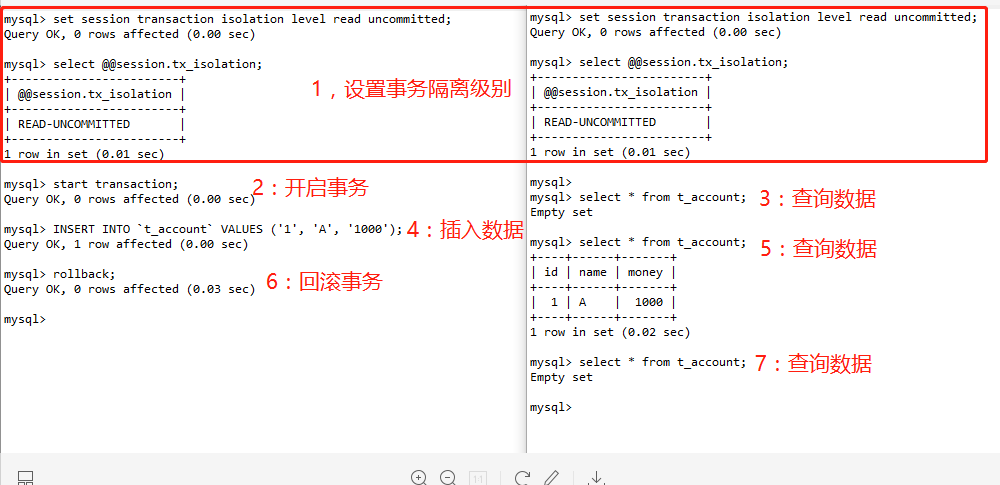 mysql> set session transaction isolation level read uncommitted;
Query OK, 0 rows affected (0.00 sec)
mysql> select @@session.tx_isolation;
+------------------------+
| @@session.tx_isolation |
+------------------------+
| READ-UNCOMMITTED       |
+------------------------+
1 row in set (0.01 sec)
1，设置事务隔离级别
mysql> start transaction;
Query OK, 0 rows affected (0.00 sec)
2：开启事务
mysql> INSERT INTO `t_account` VALUES ('1', 'A', '1000');
4：插入数据
Query OK, 1 row affected (0.00 sec)
mysql> rollback;
Query OK, 0 rows affected (0.03 sec)
6：回滚事务
mysql>
mysql> set session transaction isolation level read uncommitted;
Query OK, 0 rows affected (0.00 sec)
mysql> select @@session.tx_isolation;
+------------------------+
| @@session.tx_isolation |
+------------------------+
| READ-UNCOMMITTED       |
+------------------------+
1 row in set (0.01 sec)
mysql>
mysql> select * from t_account;
3：查询数据
Empty set
mysql> select * from t_account;
5：查询数据
+----+------+-------+
| id | name | money |
+----+------+-------+
|  1 | A    |  1000 |
+----+------+-------+
1 row in set (0.02 sec)
mysql> select * from t_account;
7：查询数据
Empty set
mysql>
1:1